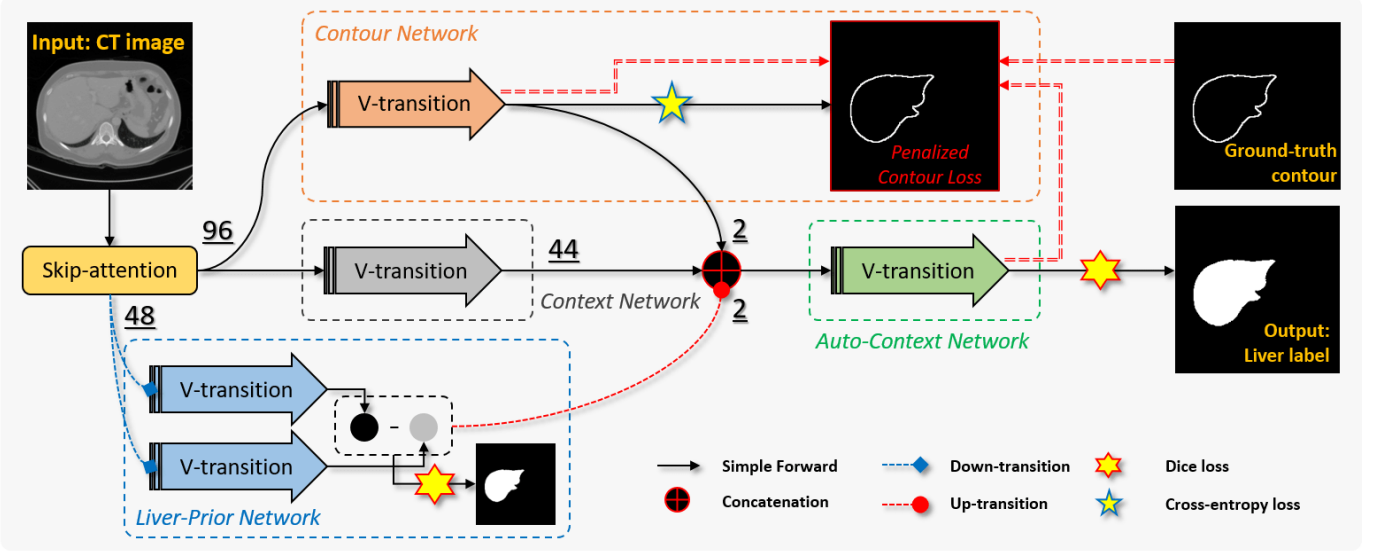 Input: CT image
Contour Network
V-transition
Penalized
Contour Loss
Ground-truth
contour
Skip-attention
96
V-transition
44
Context Network
2
2
V-transition
Auto-Context Network
Output:
Liver label
48
V-transition
V-transition
-
Liver-Prior Network
Simple Forward
Down-transition
Dice loss
Concatenation
Up-transition
Cross-entropy loss